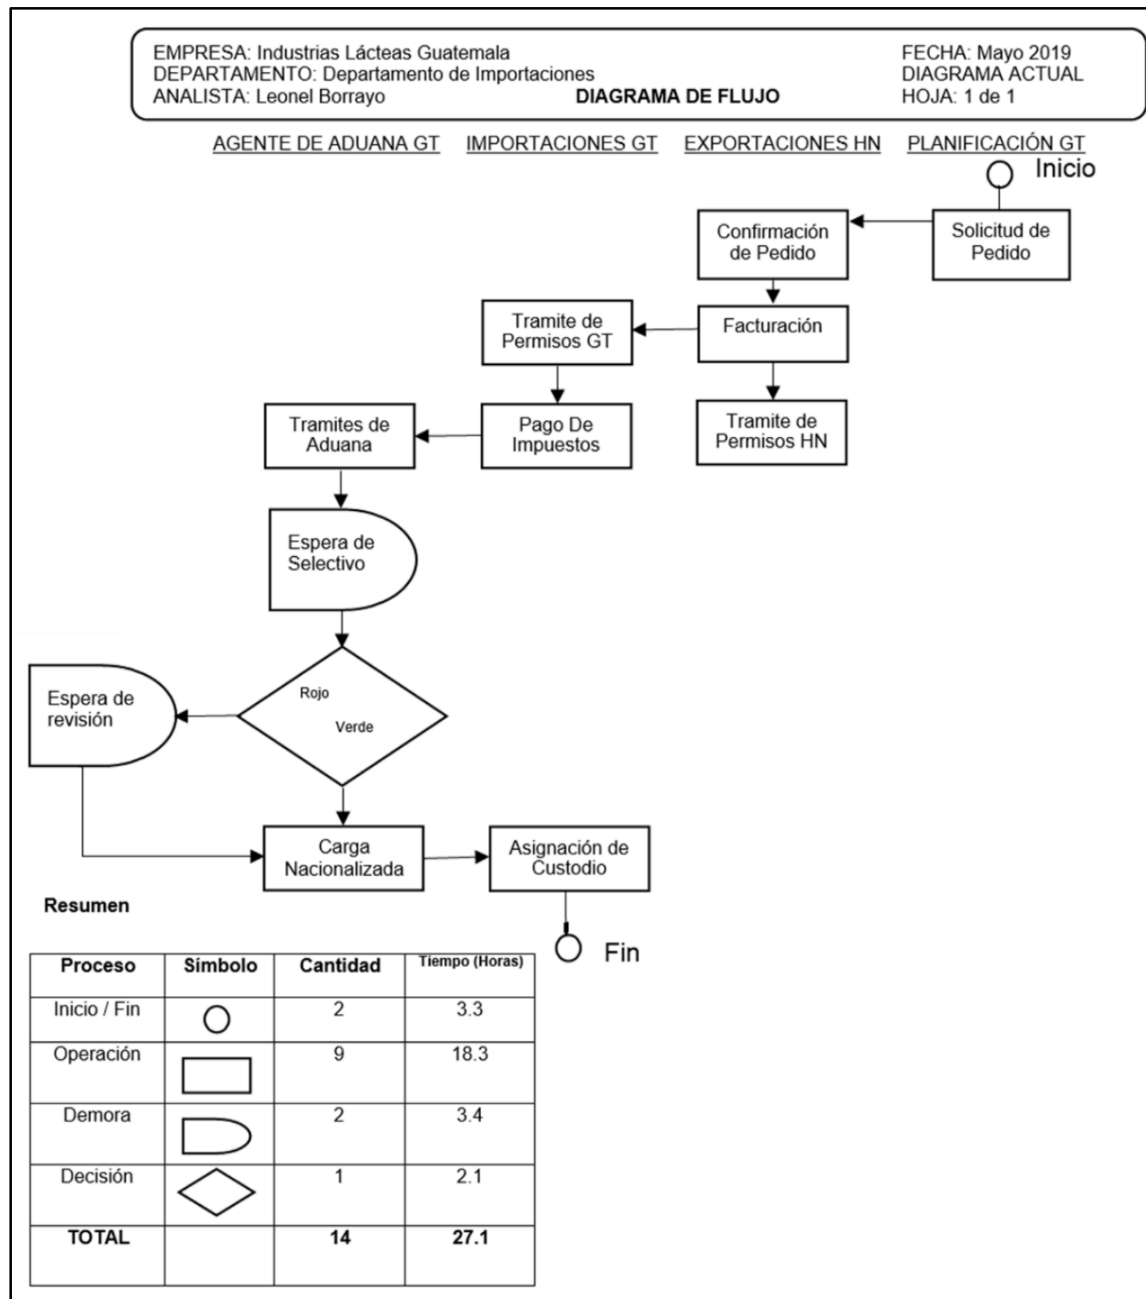 EMPRESA: Industrias Lácteas Guatemala
FECHA: Mayo 2019
DEPARTAMENTO: Departamento de Importaciones
DIAGRAMA ACTUAL
ANALISTA: Leonel Borrayo
DIAGRAMA DE FLUJO
HOJA: 1 de 1
AGENTE DE ADUANA GT
IMPORTACIONES GT
EXPORTACIONES HN
PLANIFICACIÓN GT
Inicio
Solicitud de
Pedido
Confirmación
de Pedido
Facturación
Tramite de
Permisos GT
Tramite de
Permisos HN
Pago De
Impuestos
Tramites de
Aduana
Espera de
Selectivo
Rojo
Verde
Espera de
revisión
Carga
Nacionalizada
Asignación de
Custodio
Fin
Resumen
Proceso Símbolo Cantidad Tiempo (Horas)
Inicio / Fin 2 3.3
Operación 9 18.3
Demora 2 3.4
Decisión 1 2.1
TOTAL 14 27.1